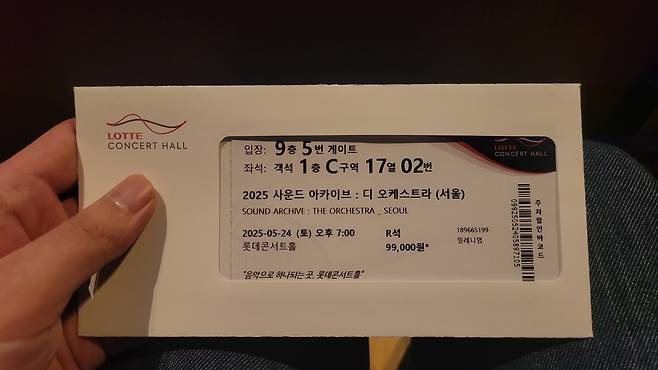 LOTTE
CONCERT HALL
입장: 9층 5번 게이트
좌석: 객석 1층 C구역 17열 02번
LOTTE
CONCERT HALL
2025 사운드 아카이브 : 디 오케스트라 (서울)
SOUND ARCHIVE : THE ORCHESTRA _ SEOUL
2025-05-24 (토) 오후 7:00 R석 189665199
롯데콘서트홀 99,000원* 밀레니엄
"음악으로 하나되는 곳, 롯데콘서트홀"
주차할인바코드
09925052405897105